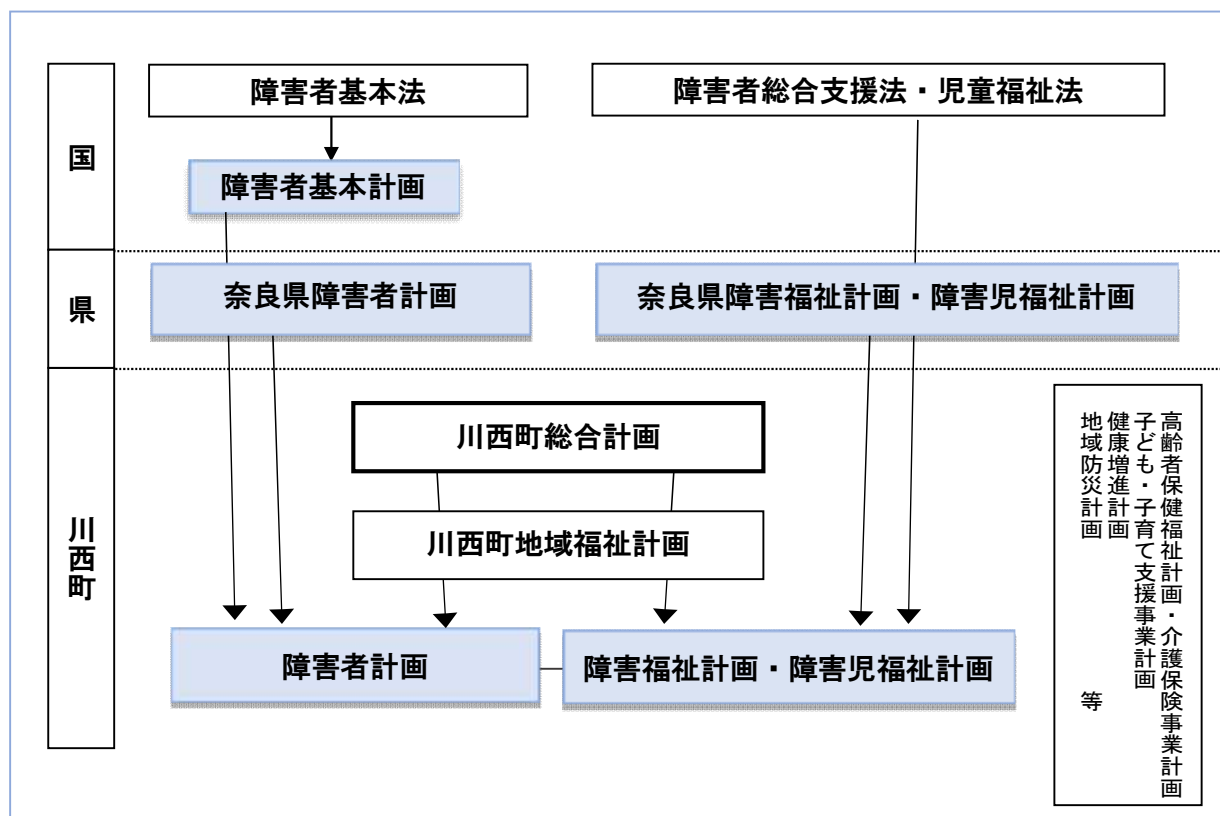 国
障害者基本法
障害者総合支援法・児童福祉法
障害者基本計画
県
奈良県障害者計画
奈良県障害福祉計画・障害児福祉計画
川西町
川西町総合計画
川西町地域福祉計画
障害者計画
障害福祉計画・障害児福祉計画
高齢者保健福祉計画・介護保険事業計画
子ども・子育て支援事業計画
健康増進計画
地域防災計画 等